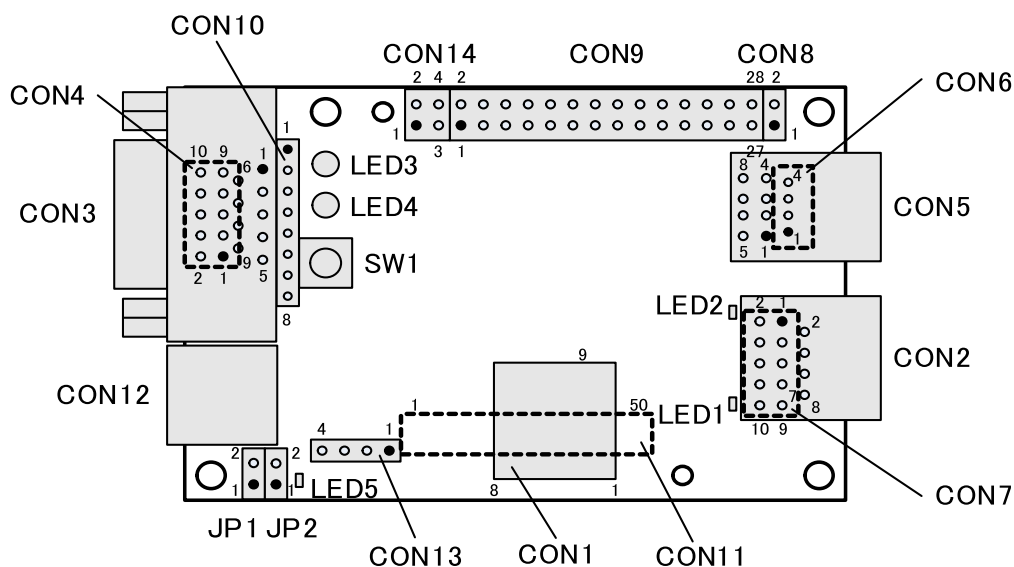 CON10
CON14
CON9
CON8
CON6
CON4
2 4 2 28 2
1 1
3 1 27
1
10 9 6 1
LED3
LED4
SW1
CON3
2 1 9 5
8
8 4 4
5 1 1
CON5
LED2
2 1
2
CON2
7
8
LED1
10 9
CON7
CON12
9
1 50
4 1
8 1
2 2
1 1
LED5
JP1 JP2
CON13
CON1
CON11